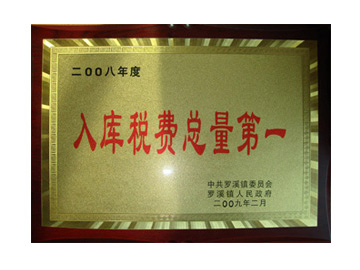 二00八年度
入库税费总量第一
中共罗溪镇委员会
罗溪镇人民政府
二00九年二月